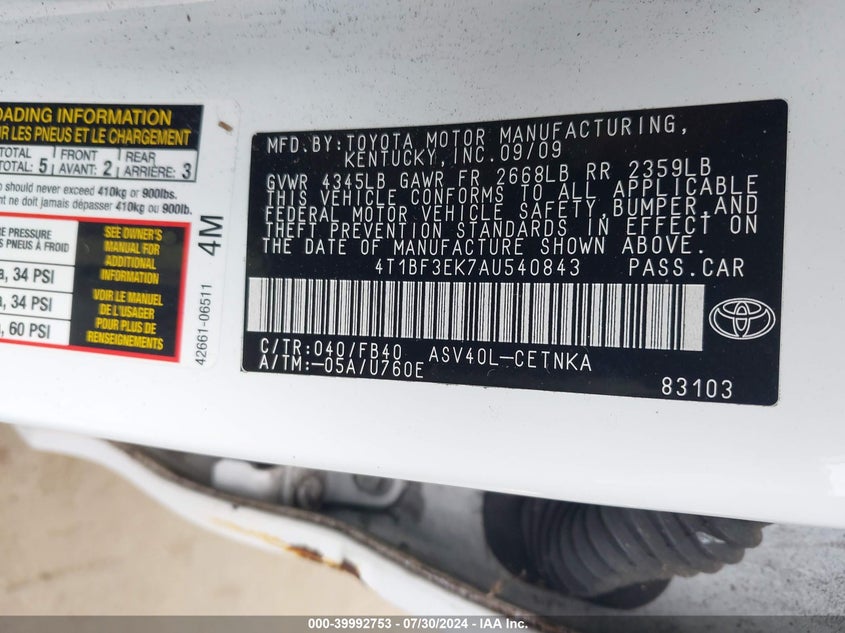 OADING INFORMATION
R LES PNEUS ET LE CHARGEMENT
TOTAL
TOTAL: 5
FRONT
AVANT: 2
REAR
ARRIÈRE: 3
should never exceed 410kg or 900lbs.
nt ne doit jamais dépasser 410kg ou 900lb.
E PRESSURE
S PNEUS À FROID
a, 34 PSI
a, 34 PSI
a, 60 PSI
SEE OWNER'S
MANUAL FOR
ADDITIONAL
INFORMATION
VOIR LE MANUEL
DE L'USAGER
POUR PLUS DE
RENSEIGNEMENTS
42661-06511 4M
MFD.BY:TOYOTA MOTOR MANUFACTURING,
KENTUCKY,INC.09/09
GVWR 4345LB GAWR FR 2668LB RR 2359LB
THIS VEHICLE CONFORMS TO ALL APPLICABLE
FEDERAL MOTOR VEHICLE SAFETY,BUMPER,AND
THEFT PREVENTION STANDARDS IN EFFECT ON
THE DATE OF MANUFACTURE SHOWN ABOVE.
4T1BF3EK7AU540843 PASS.CAR
C/TR:040/FB40 ASV40L-CETNKA
A/TM:-05A/U760E
83103
000-39992753 / 07/30/2024 - IAA Inc.